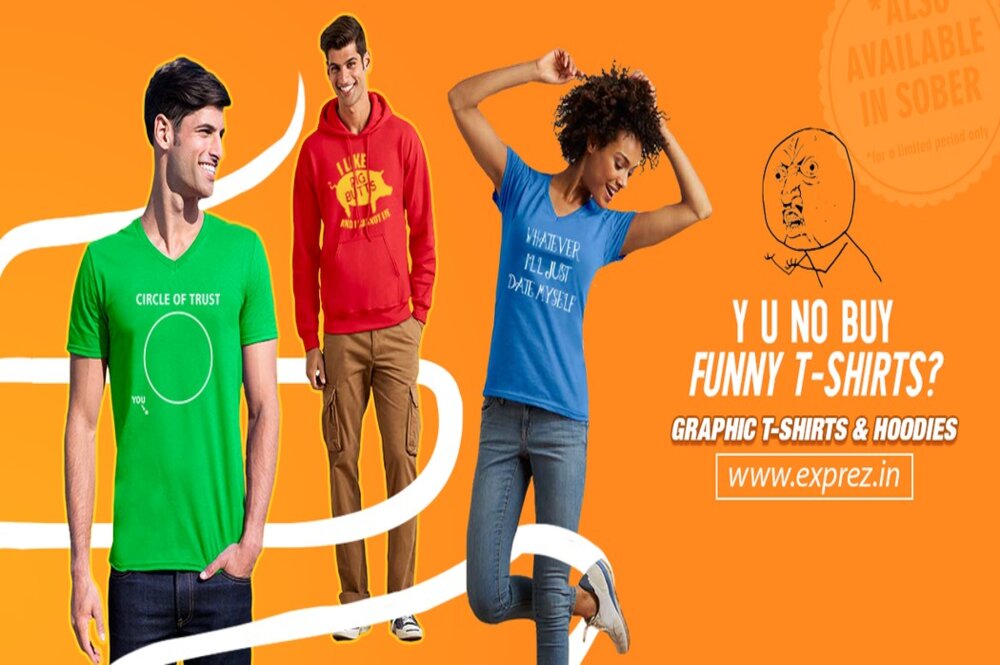 *ALSO
AVAILABLE
IN SOBER
*for a limited period only
I LIKE
BIG
BUTTS
CIRCLE OF TRUST
YOU
WHATEVER
I'LL JUST
DATE MYSELF
Y U NO BUY
FUNNY T-SHIRTS?
GRAPHIC T-SHIRTS & HOODIES
www.exprez.in